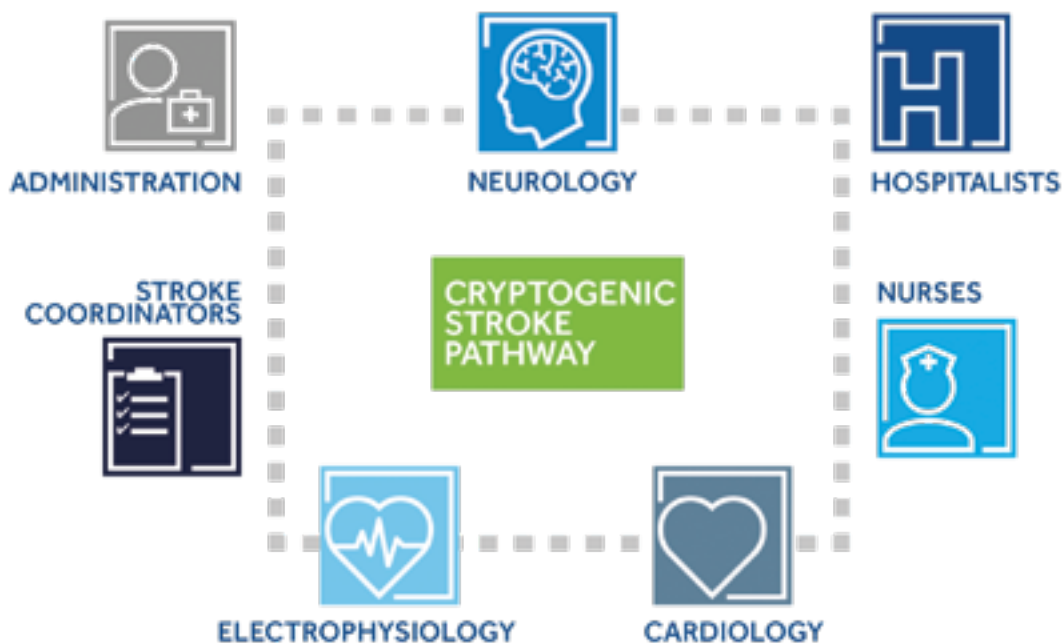 ADMINISTRATION
NEUROLOGY
HOSPITALISTS
STROKE
COORDINATORS
CRYPTOGENIC
STROKE
PATHWAY
NURSES
ELECTROPHYSIOLOGY
CARDIOLOGY